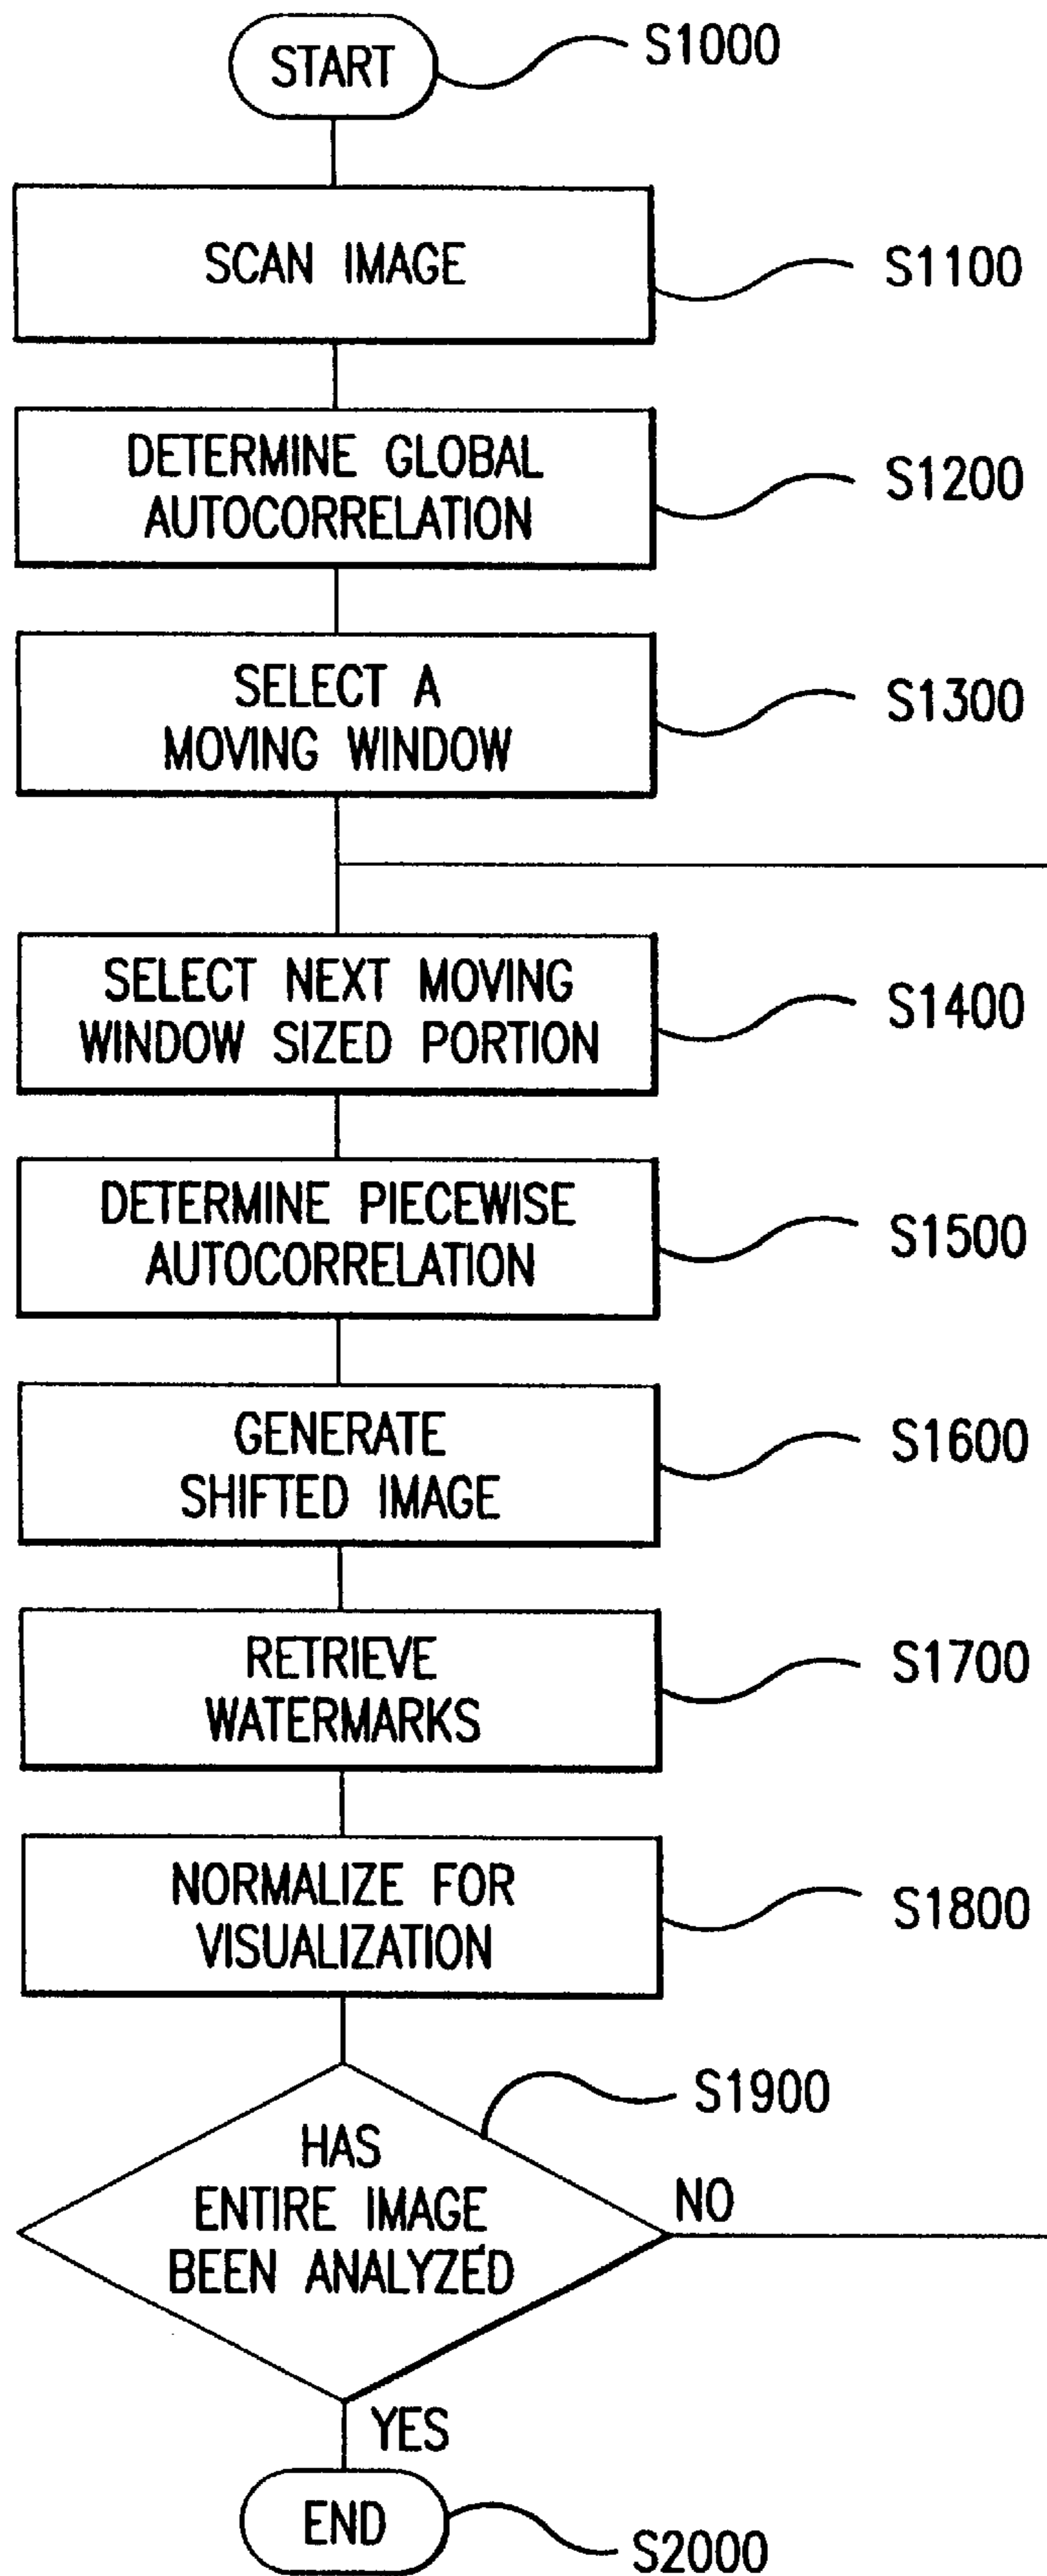 START
S1000
SCAN IMAGE
S1100
DETERMINE GLOBAL
AUTOCORRELATION
S1200
SELECT A
MOVING WINDOW
S1300
SELECT NEXT MOVING
WINDOW SIZED PORTION
S1400
DETERMINE PIECEWISE
AUTOCORRELATION
S1500
GENERATE
SHIFTED IMAGE
S1600
RETRIEVE
WATERMARKS
S1700
NORMALIZE FOR
VISUALIZATION
S1800
S1900
HAS
ENTIRE IMAGE
BEEN ANALYZED
NO
YES
END
S2000